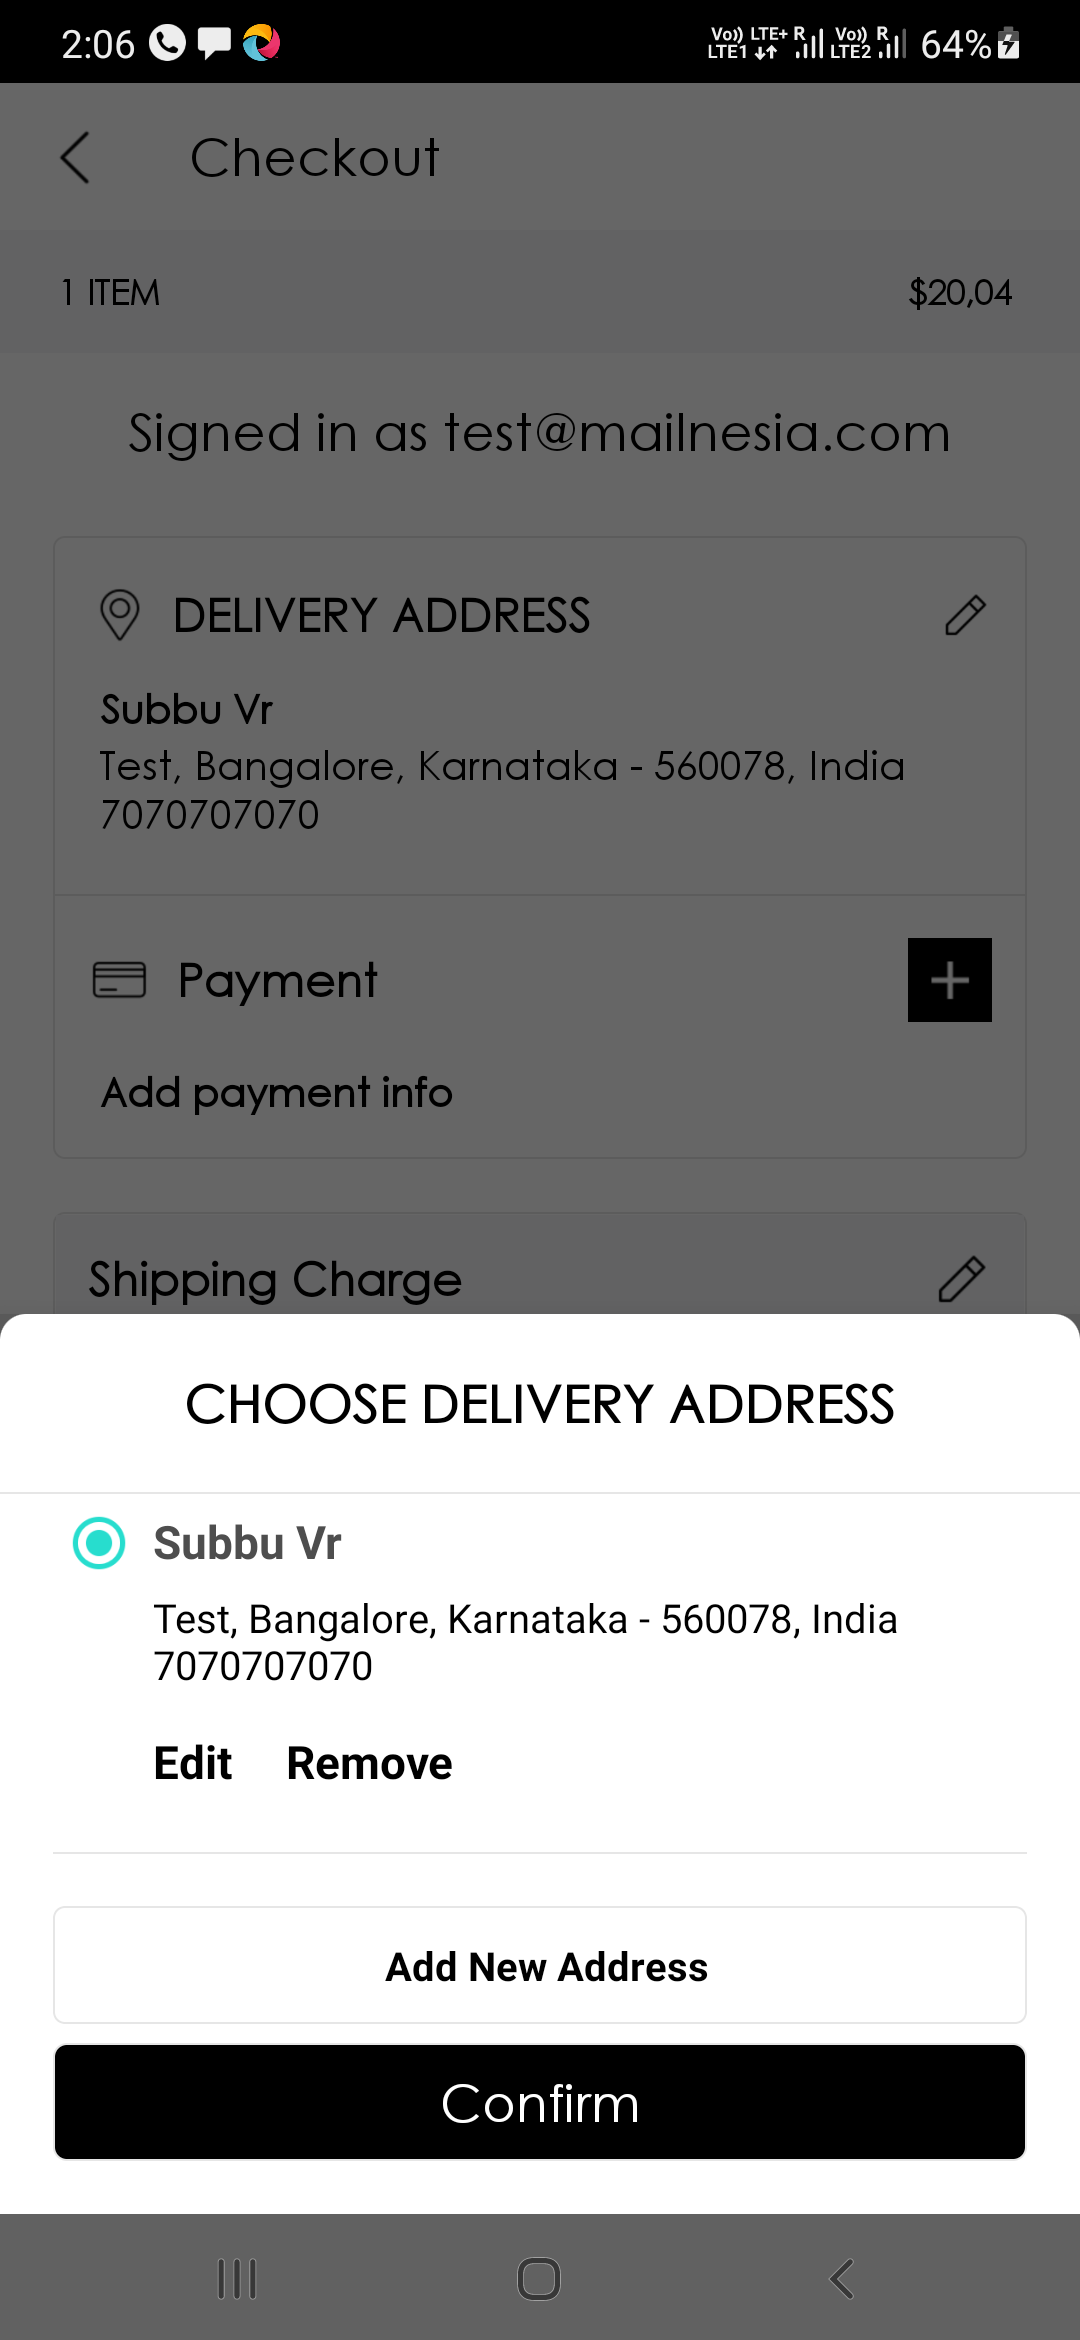 2:06
Vo)) LTE+ R Vo)) R 64%
LTE1 LTE2
Checkout
1 ITEM $20,04
Signed in as test@mailnesia.com
DELIVERY ADDRESS
Subbu Vr
Test, Bangalore, Karnataka - 560078, India
7070707070
Payment
Add payment info
Shipping Charge
CHOOSE DELIVERY ADDRESS
Subbu Vr
Test, Bangalore, Karnataka - 560078, India
7070707070
Edit Remove
Add New Address
Confirm